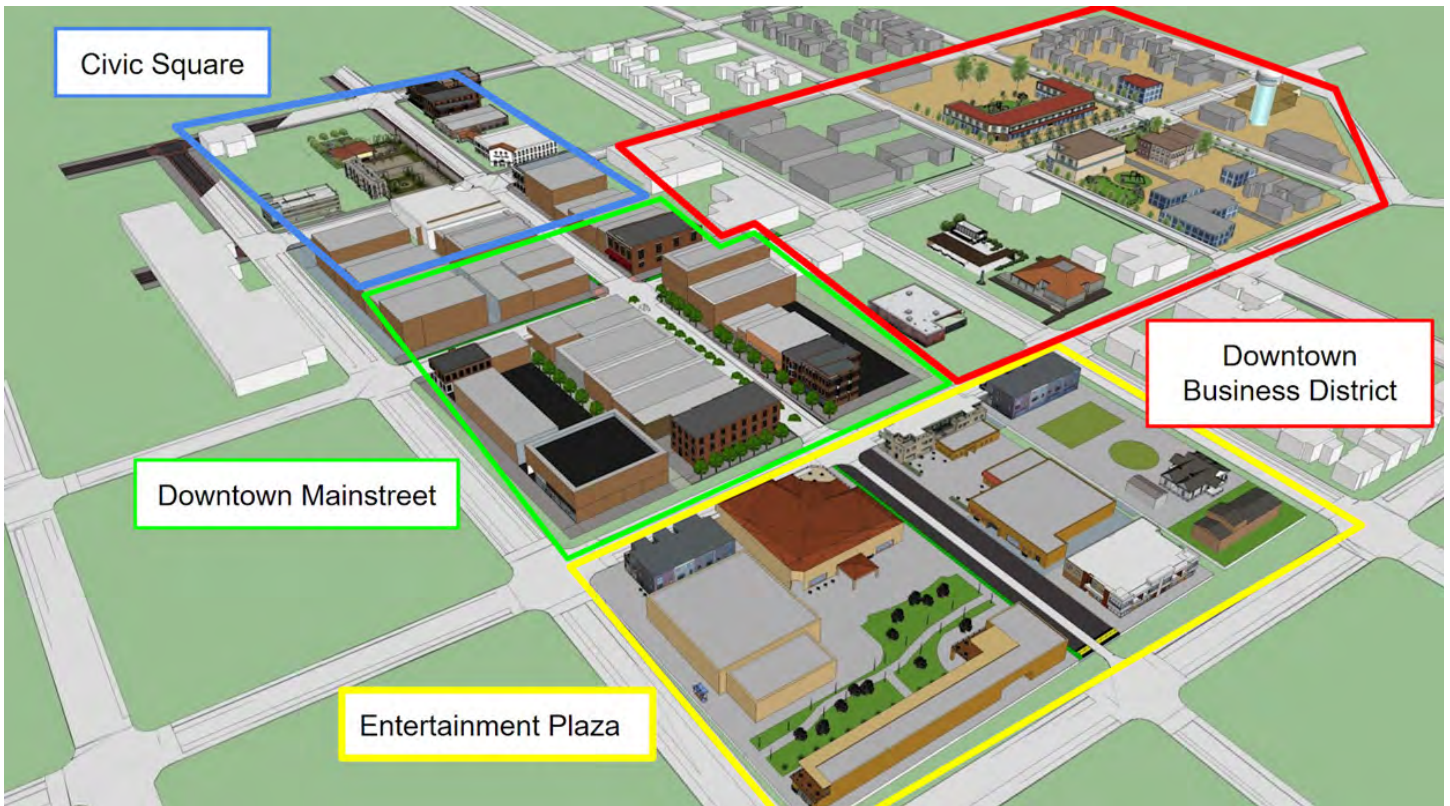 Civic Square
Downtown
Business District
Downtown Mainstreet
Entertainment Plaza